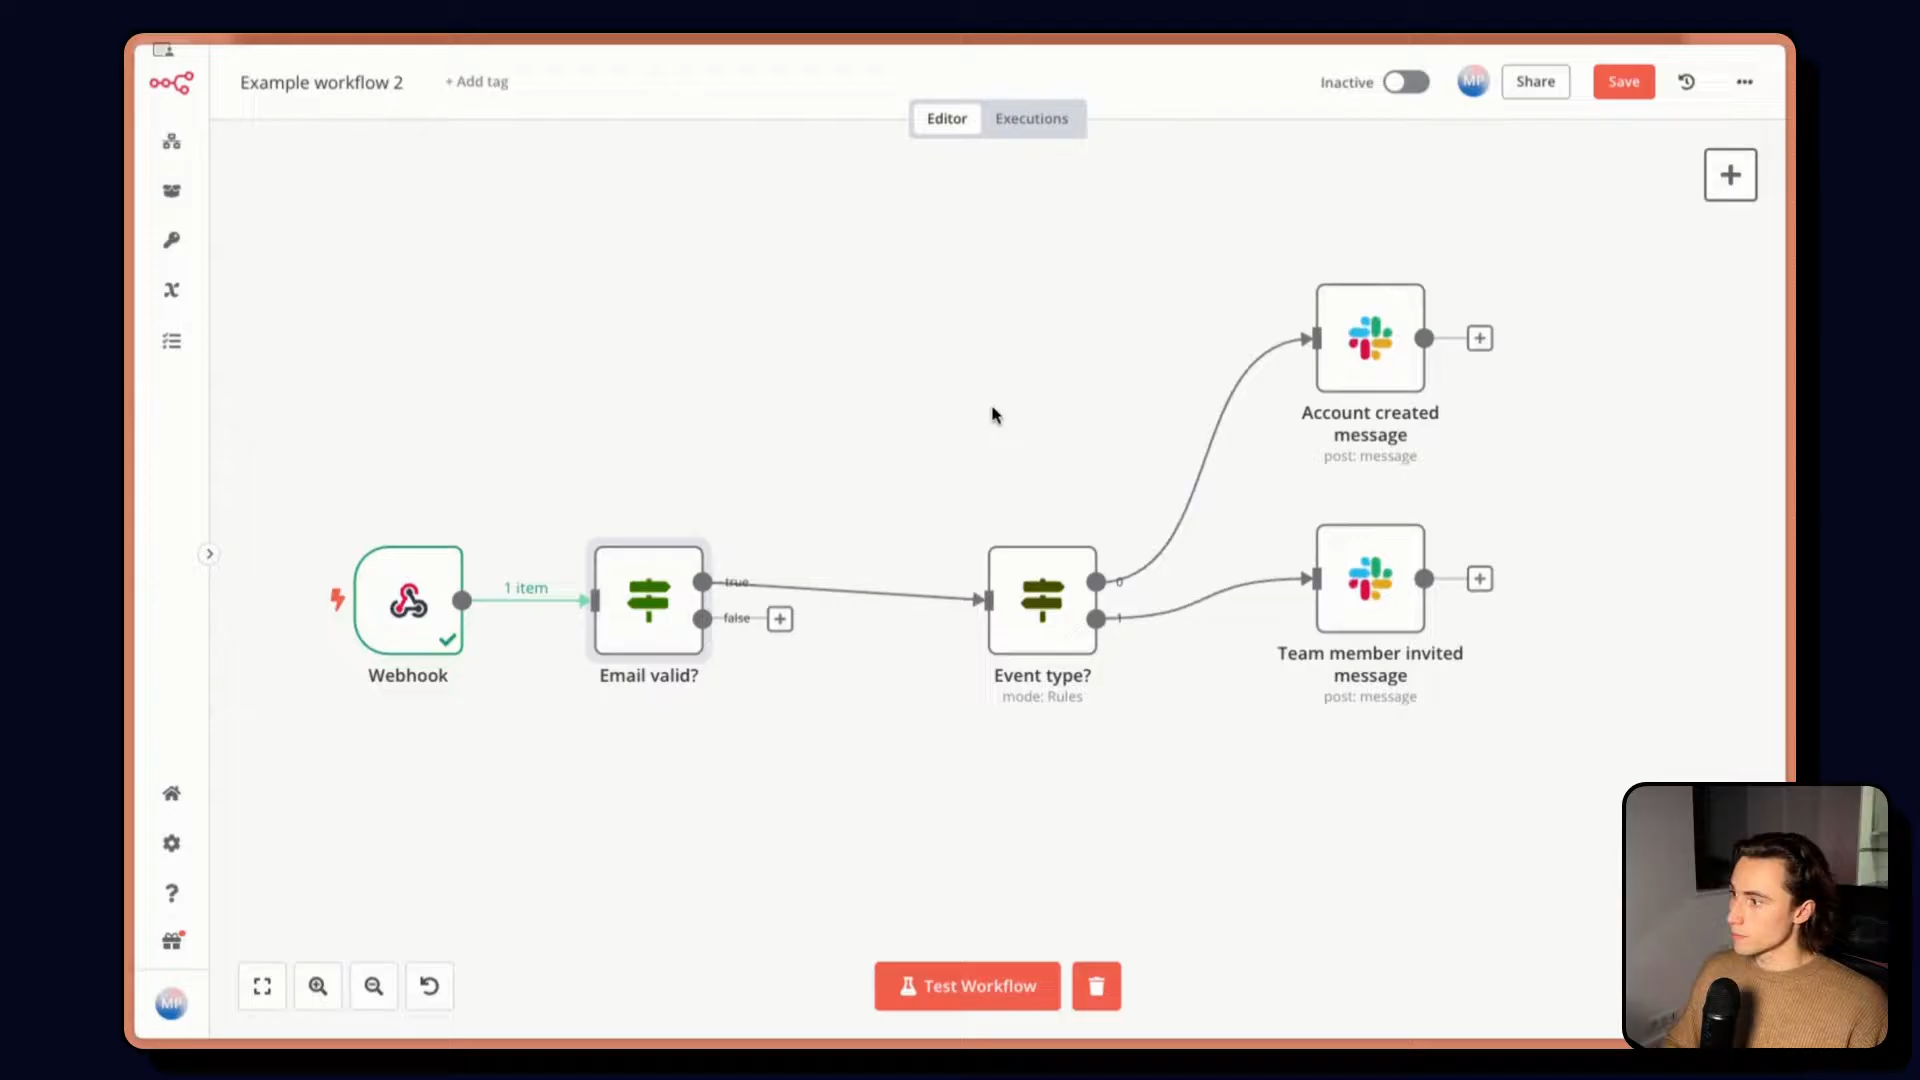 Example workflow 2
+ Add tag
Inactive
MP
Share
Save
Editor
Executions
Account created
message
post: message
1 item
true
false
0
1
Webhook
Email valid?
Event type?
mode: Rules
Team member invited
message
post: message
Test Workflow
MP